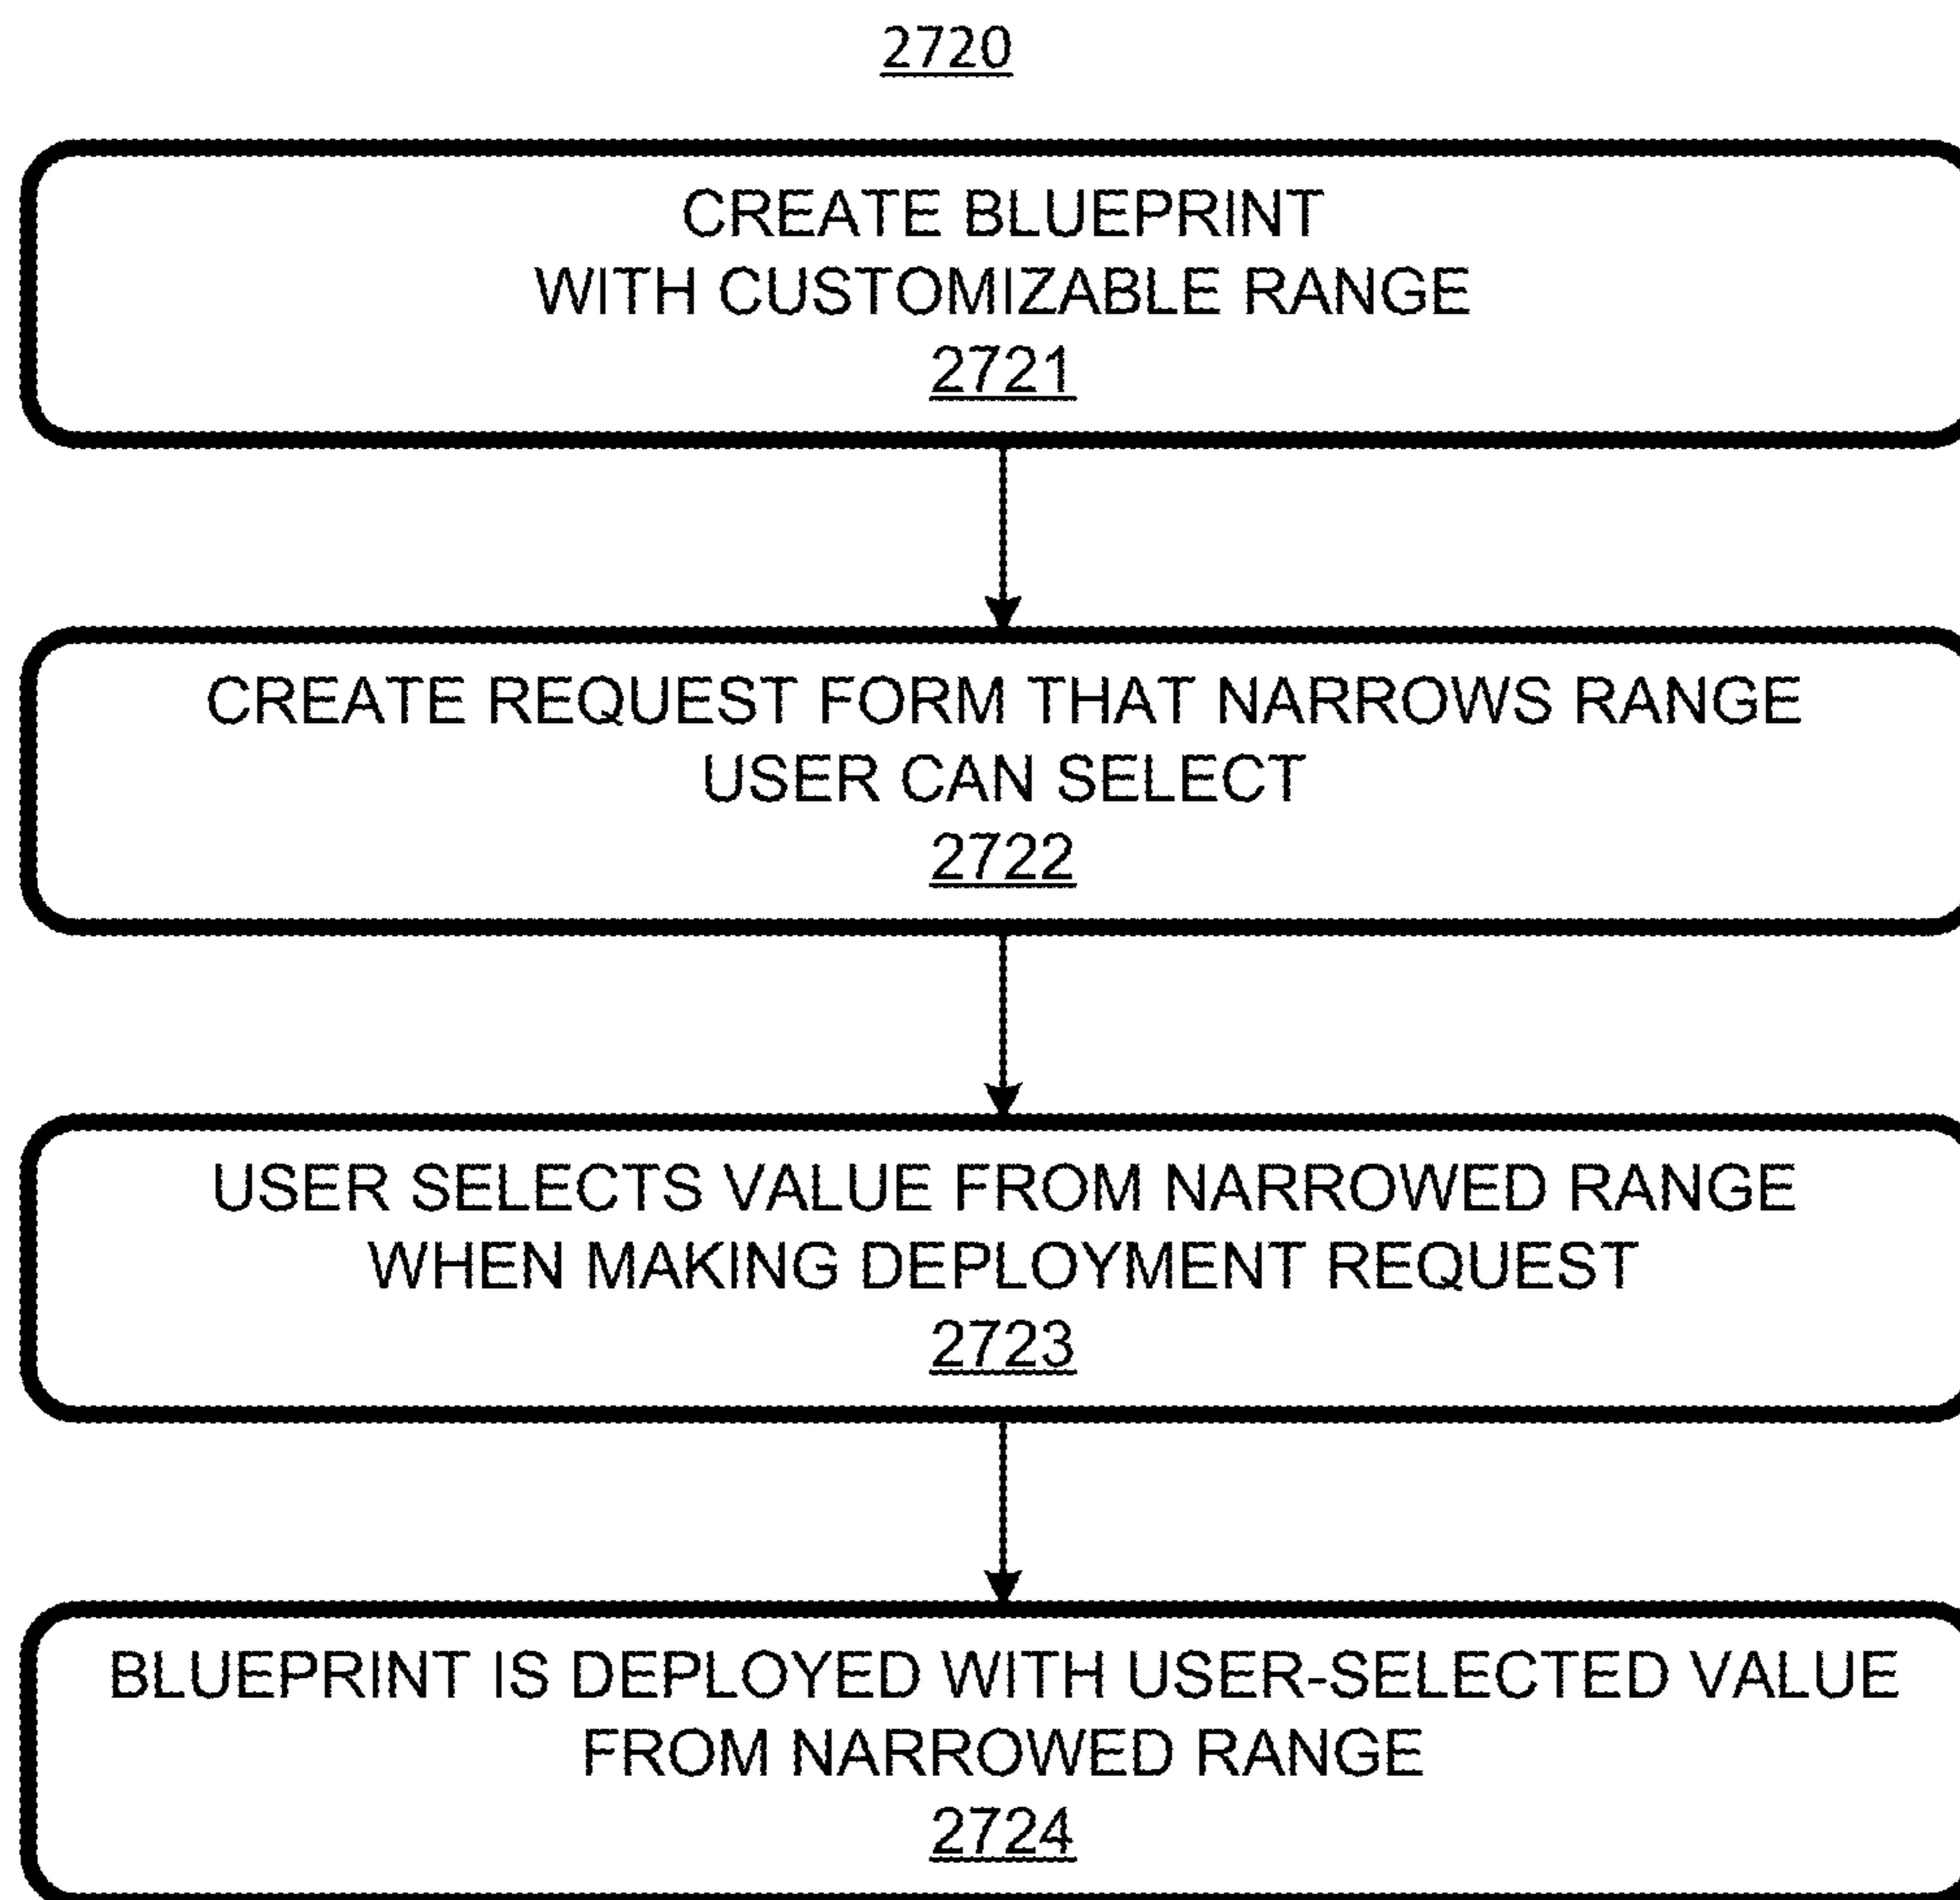 2720
CREATE BLUEPRINT
WITH CUSTOMIZABLE RANGE
2721
CREATE REQUEST FORM THAT NARROWS RANGE
USER CAN SELECT
2722
USER SELECTS VALUE FROM NARROWED RANGE
WHEN MAKING DEPLOYMENT REQUEST
2723
BLUEPRINT IS DEPLOYED WITH USER-SELECTED VALUE
FROM NARROWED RANGE
2724